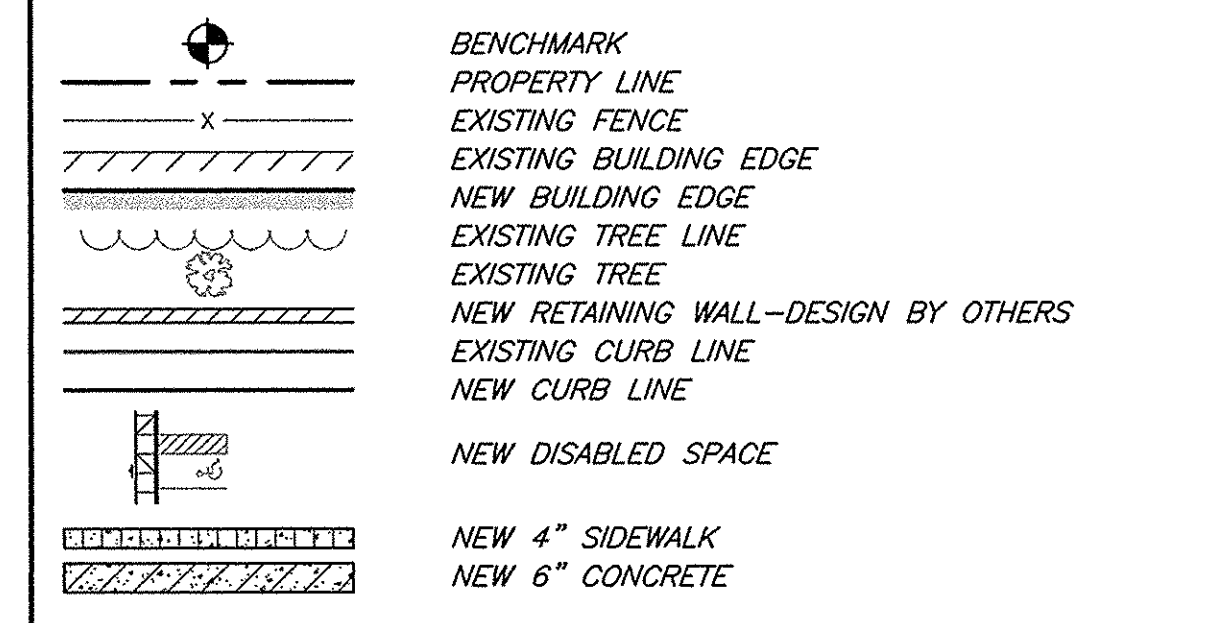 BENCHMARK
PROPERTY LINE
X
EXISTING FENCE
EXISTING BUILDING EDGE
NEW BUILDING EDGE
EXISTING TREE LINE
EXISTING TREE
NEW RETAINING WALL—DESIGN BY OTHERS
EXISTING CURB LINE
NEW CURB LINE
NEW DISABLED SPACE
NEW 4" SIDEWALK
NEW 6" CONCRETE